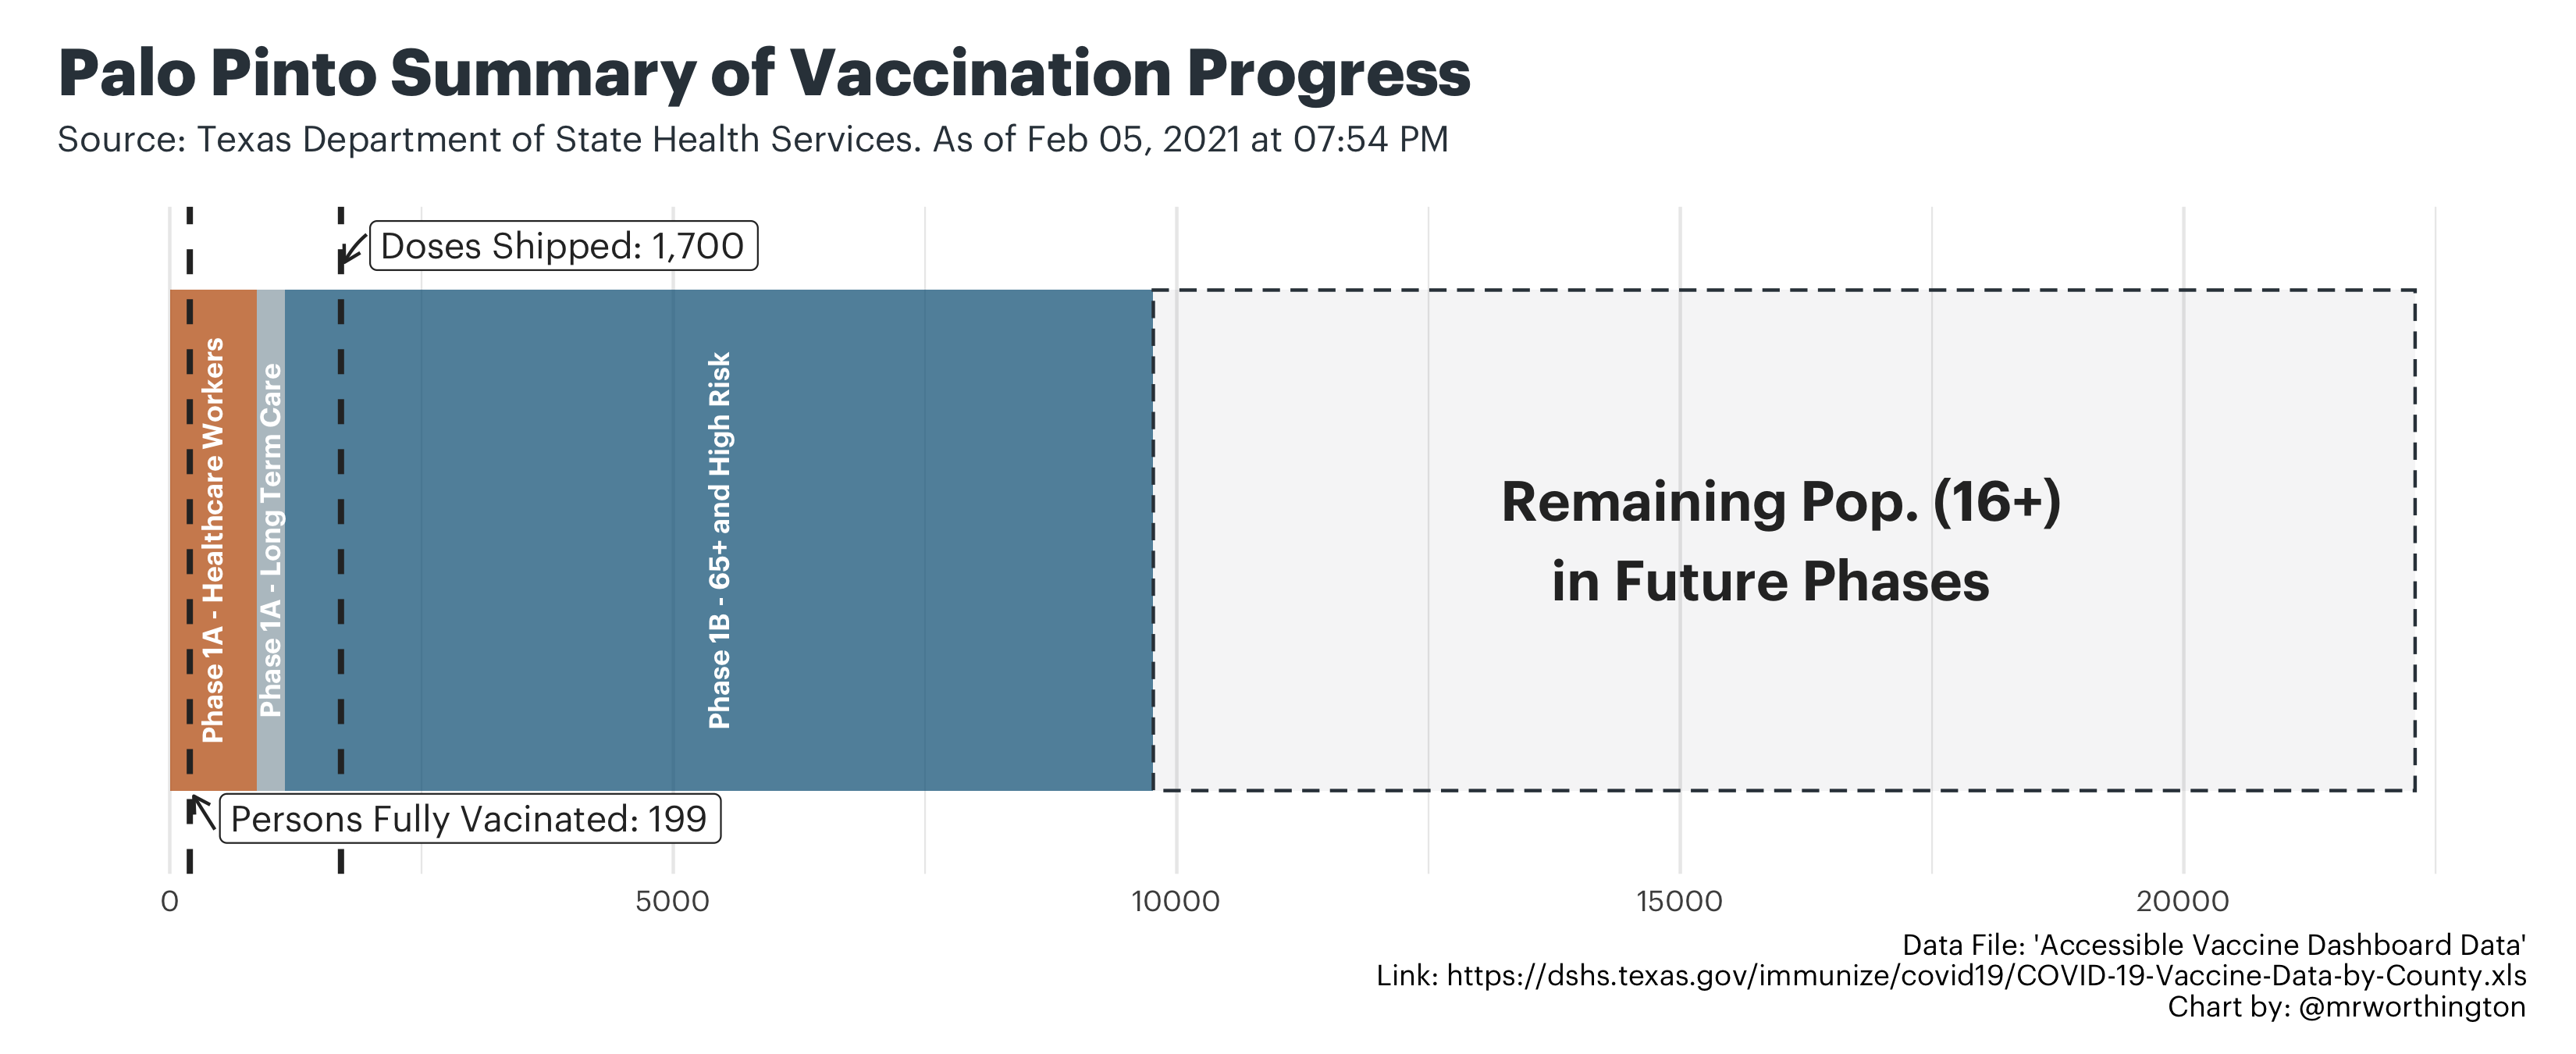 Palo Pinto Summary of Vaccination Progress
Source: Texas Department of State Health Services. As of Feb 05, 2021 at 07:54 PM
Doses Shipped: 1,700
Phase 1A - Healthcare Workers
Phase 1A - Long Term Care
Phase 1B - 65+ and High Risk
Remaining Pop. (16+)
in Future Phases
Persons Fully Vacinated: 199
0
5000
10000
15000
20000
Data File: 'Accessible Vaccine Dashboard Data'
Link: https://dshs.texas.gov/immunize/covid19/COVID-19-Vaccine-Data-by-County.xls
Chart by: @mrworthington